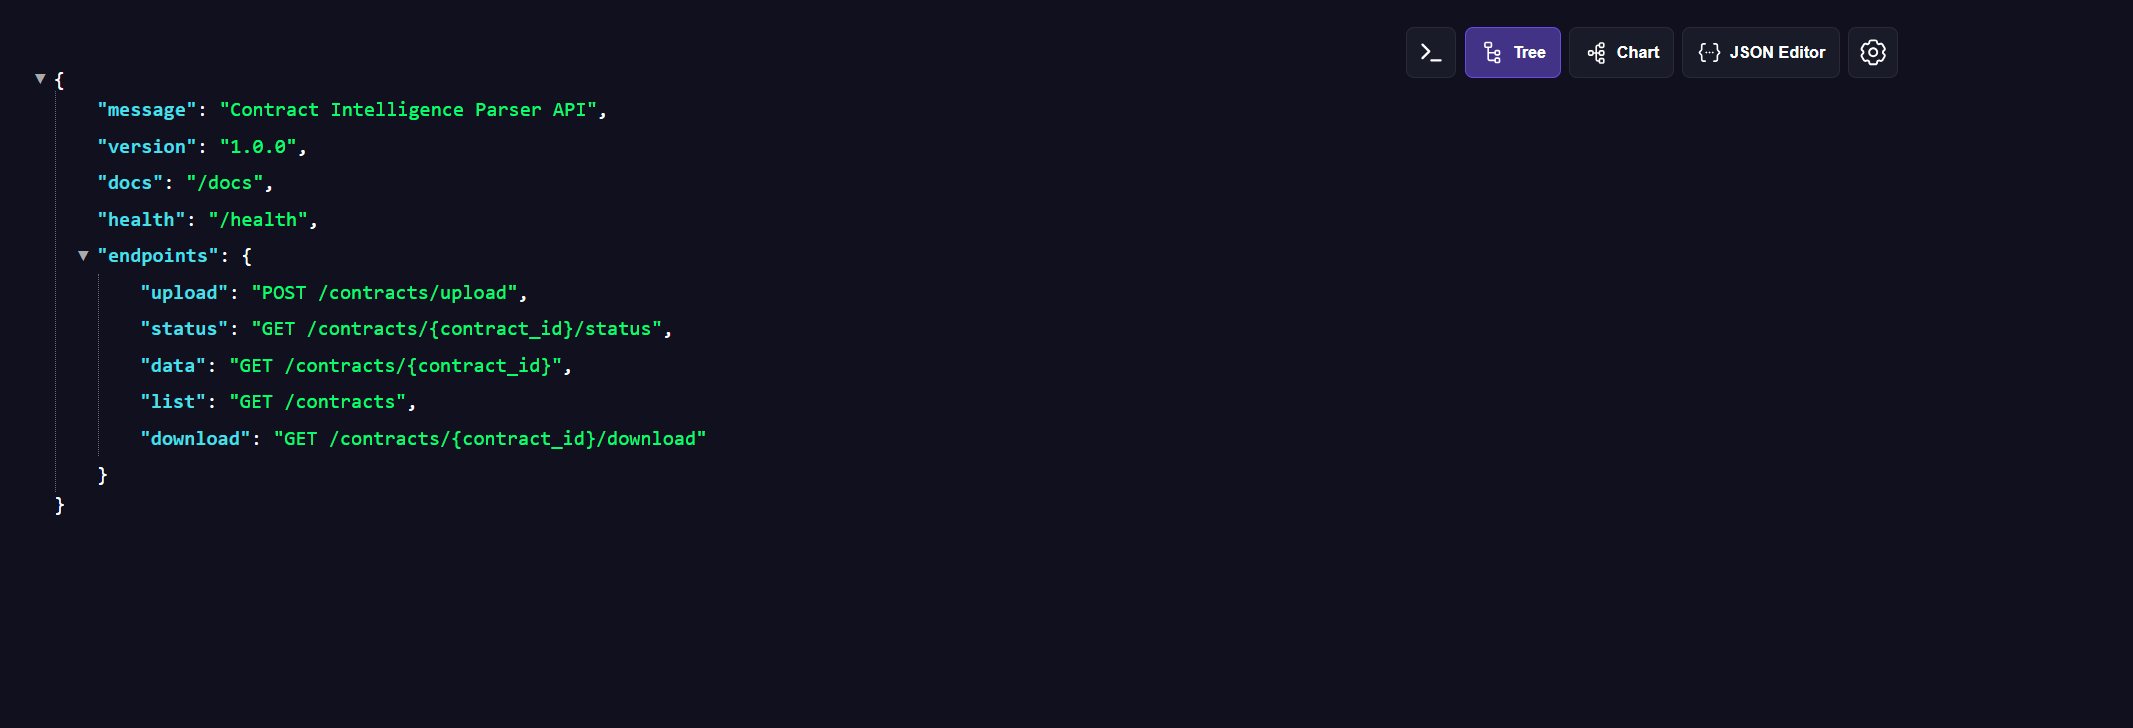 Tree
Chart
JSON Editor
{
"message": "Contract Intelligence Parser API",
"version": "1.0.0",
"docs": "/docs",
"health": "/health",
"endpoints": {
"upload": "POST /contracts/upload",
"status": "GET /contracts/{contract_id}/status",
"data": "GET /contracts/{contract_id}",
"list": "GET /contracts",
"download": "GET /contracts/{contract_id}/download"
}
}